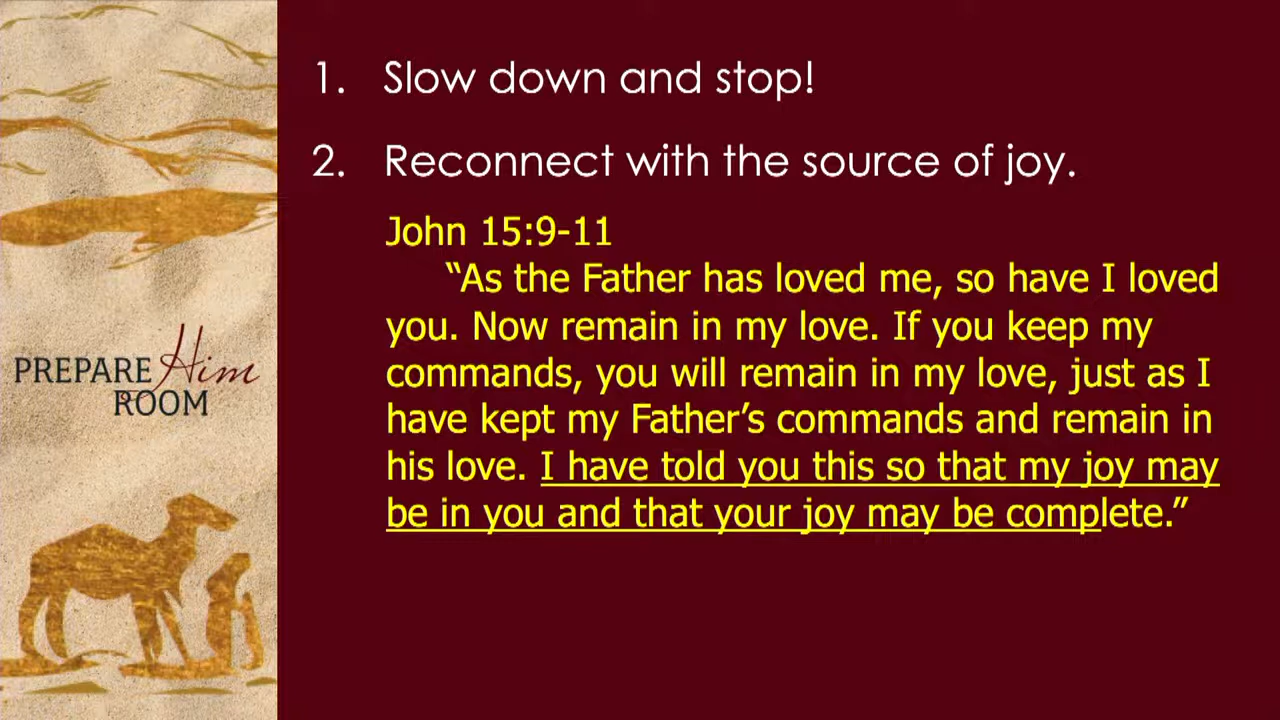 1. Slow down and stop!
2. Reconnect with the source of joy.
John 15:9-11
“As the Father has loved me, so have I loved
you. Now remain in my love. If you keep my
commands, you will remain in my love, just as I
have kept my Father’s commands and remain in
his love. I have told you this so that my joy may
be in you and that your joy may be complete.”
PREPARE Him
ROOM